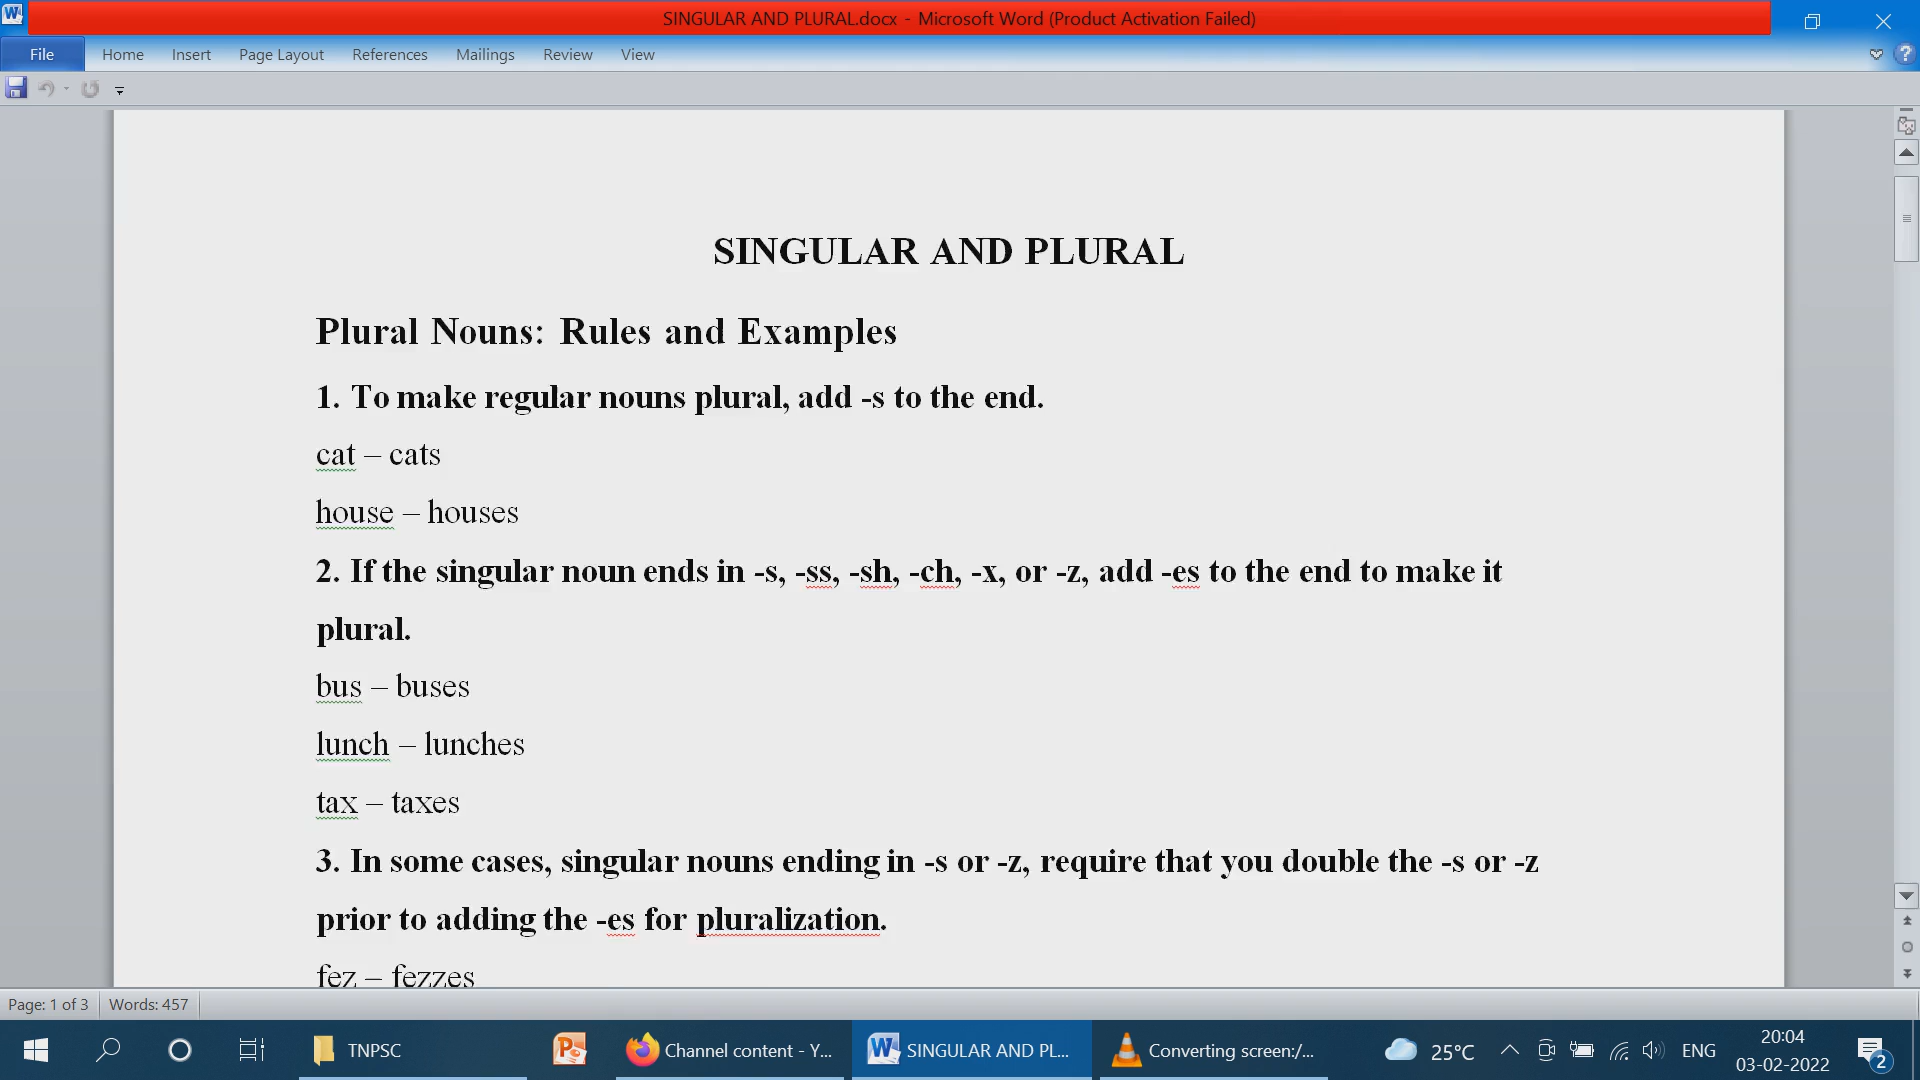 SINGULAR AND PLURAL.docx - Microsoft Word (Product Activation Failed)
File Home Insert Page Layout References Mailings Review View
SINGULAR AND PLURAL
Plural Nouns: Rules and Examples
1. To make regular nouns plural, add -s to the end.
cat – cats
house – houses
2. If the singular noun ends in -s, -ss, -sh, -ch, -x, or -z, add -es to the end to make it
plural.
bus – buses
lunch – lunches
tax – taxes
3. In some cases, singular nouns ending in -s or -z, require that you double the -s or -z
prior to adding the -es for pluralization.
fez – fezzes
Page: 1 of 3 Words: 457
TNPSC Channel content - Y... SINGULAR AND PL... Converting screen:/... 25°C ENG 20:04
03-02-2022 2